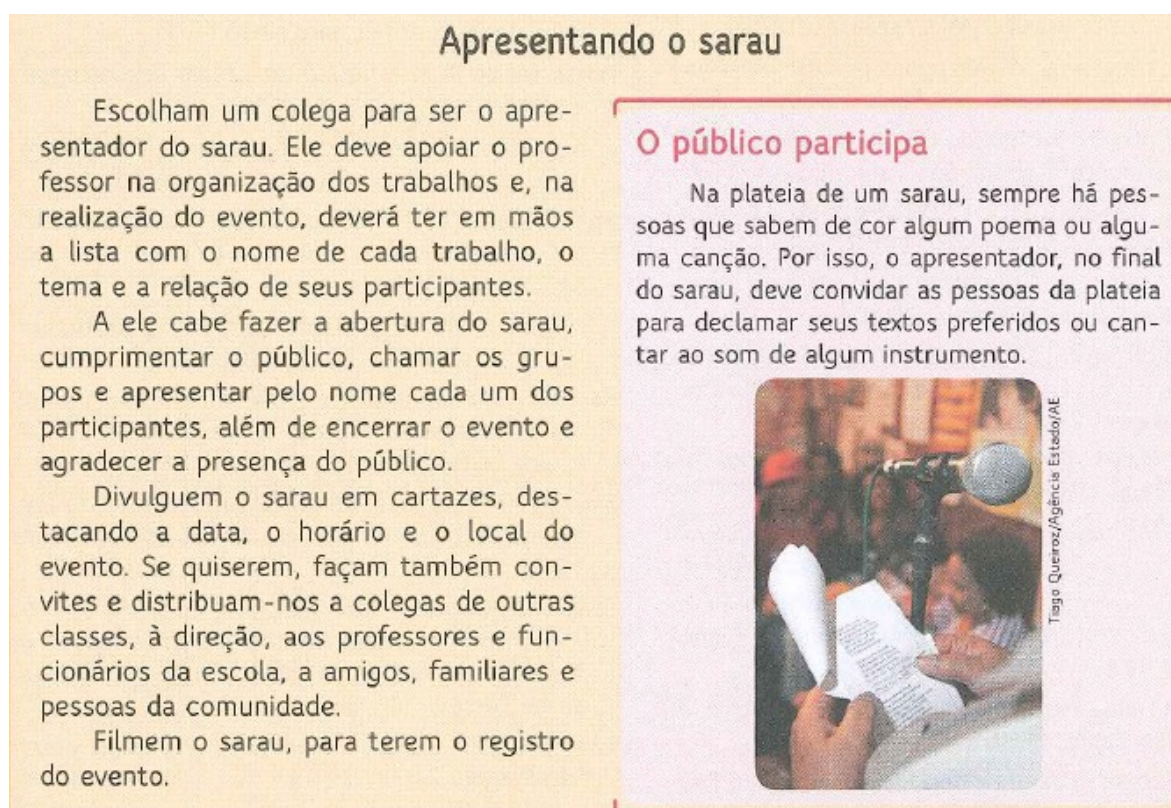 Apresentando o sarau
Escolham um colega para ser o apre-
sentador do sarau. Ele deve apoiar o pro-
fessor na organização dos trabalhos e, na
realização do evento, deverá ter em mãos
a lista com o nome de cada trabalho, o
tema e a relação de seus participantes.
A ele cabe fazer a abertura do sarau,
cumprimentar o público, chamar os gru-
pos e apresentar pelo nome cada um dos
participantes, além de encerrar o evento e
agradecer a presença do público.
Divulguem o sarau em cartazes, des-
tacando a data, o horário e o local do
evento. Se quiserem, façam também con-
vites e distribuam-nos a colegas de outras
classes, à direção, aos professores e fun-
cionários da escola, a amigos, familiares e
pessoas da comunidade.
Filmem o sarau, para terem o registro
do evento.
O público participa
Na plateia de um sarau, sempre há pes-
soas que sabem de cor algum poema ou algu-
ma canção. Por isso, o apresentador, no final
do sarau, deve convidar as pessoas da plateia
para declamar seus textos preferidos ou can-
tar ao som de algum instrumento.
Tiago Queiroz/Agência Estado/AE